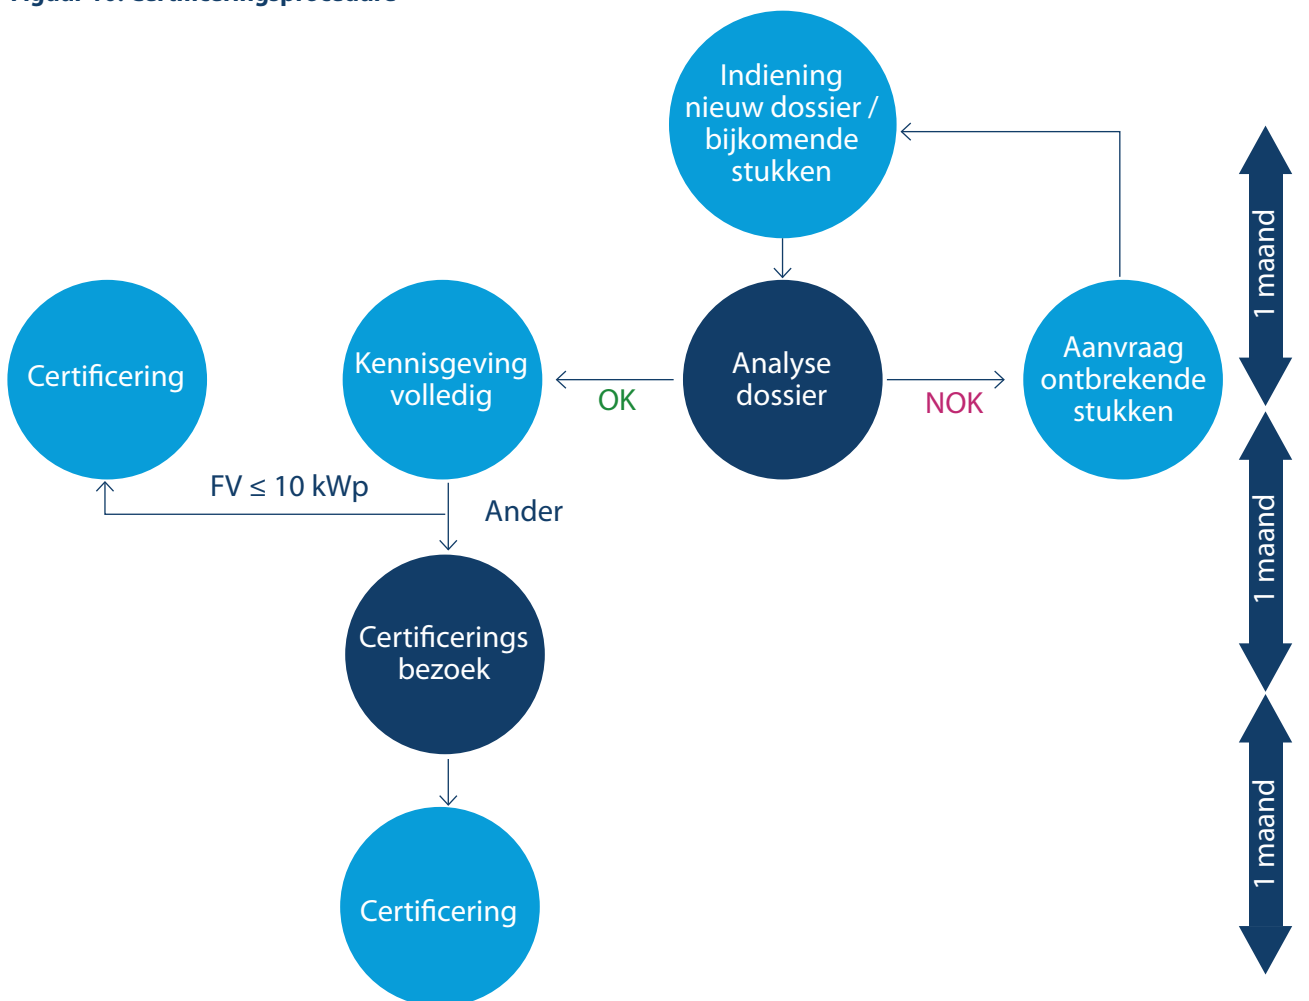 Indiening
nieuw dossier /
bijkomende
stukken
1 maand
Certificering
Kennisgeving
volledig
OK
Analyse
dossier
NOK
Aanvraag
ontbrekende
stukken
FV ≤ 10 kWp
Ander
1 maand
Certificerings
bezoek
1 maand
Certificering